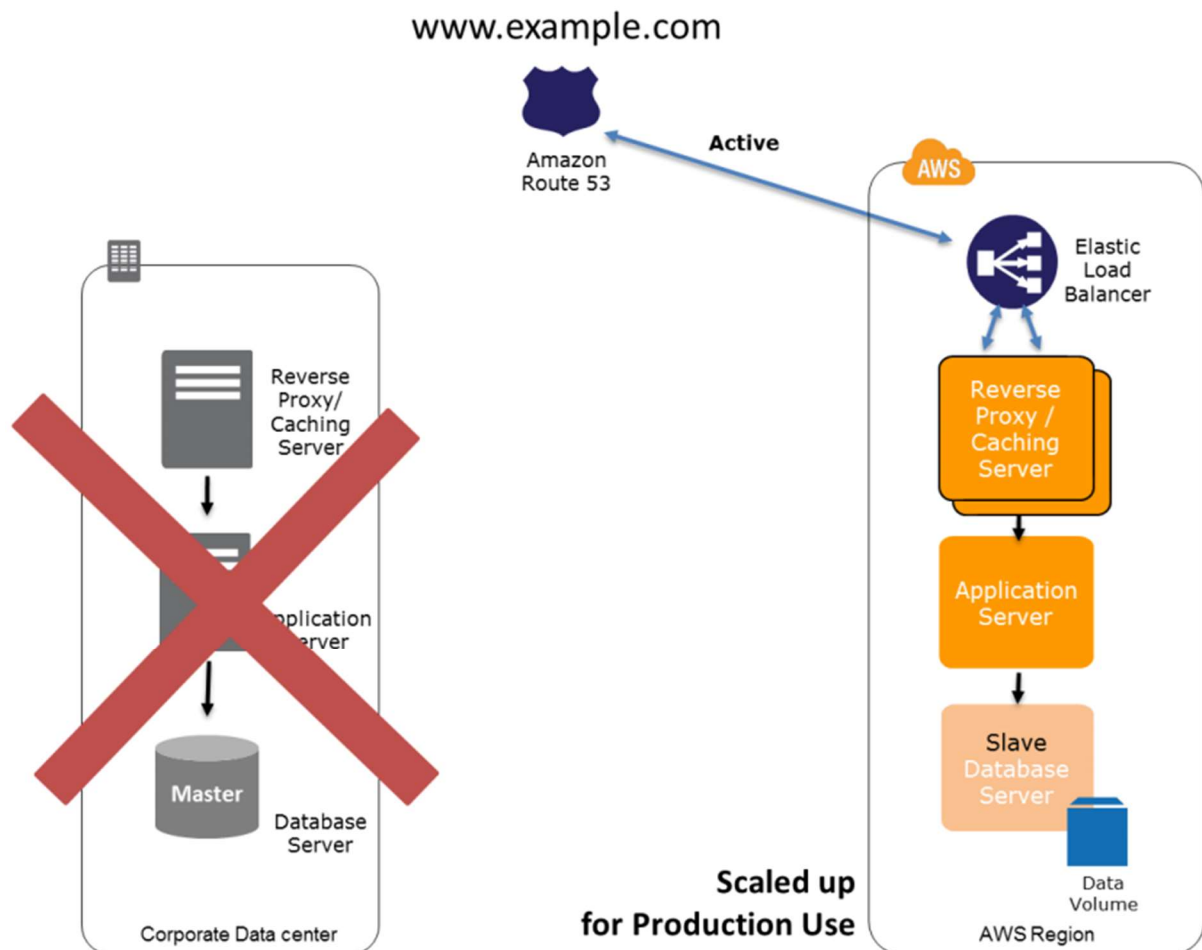 www.example.com
Amazon
Route 53
Active
AWS
Elastic
Load
Balancer
Reverse
Proxy /
Caching
Server
Application
Server
Slave
Database
Server
Data
Volume
AWS Region
Reverse
Proxy/
Caching
Server
pplication
erver
Master
Database
Server
Corporate Data center
Scaled up
for Production Use